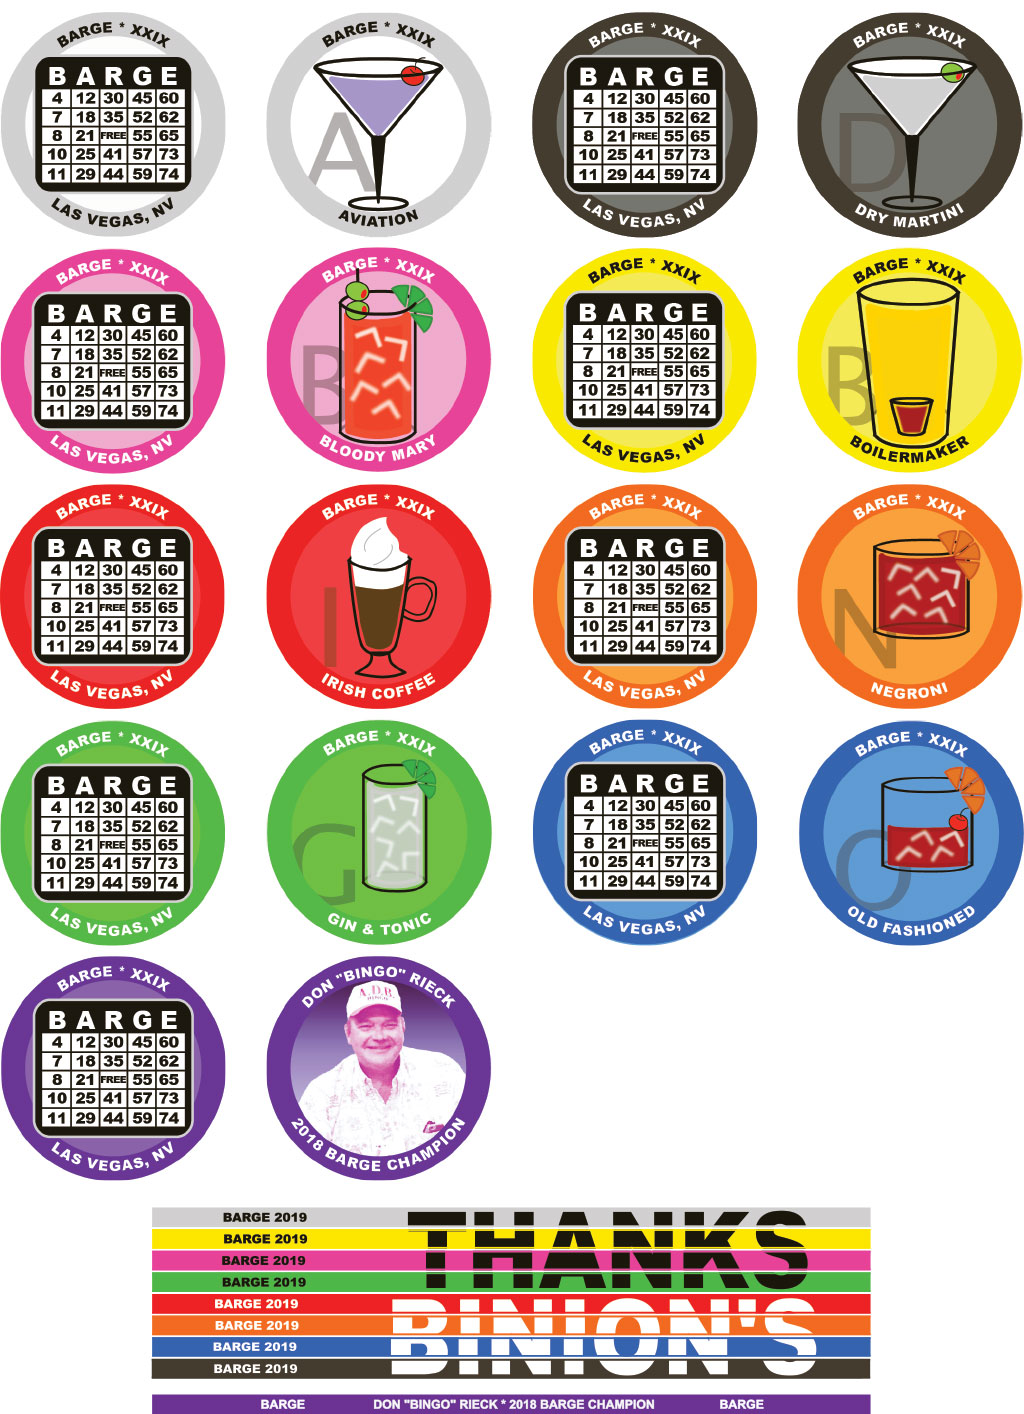 BARGE * XXIX
B A R G E
4 12 30 45 60
7 18 35 52 62
8 21 FREE 55 65
10 25 41 57 73
11 29 44 59 74
LAS VEGAS, NV
BARGE * XXIX
A
AVIATION
BARGE * XXIX
B A R G E
4 12 30 45 60
7 18 35 52 62
8 21 FREE 55 65
10 25 41 57 73
11 29 44 59 74
LAS VEGAS, NV
BARGE * XXIX
D
DRY MARTINI
BARGE * XXIX
B A R G E
4 12 30 45 60
7 18 35 52 62
8 21 FREE 55 65
10 25 41 57 73
11 29 44 59 74
LAS VEGAS, NV
BARGE * XXIX
B
BLOODY MARY
BARGE * XXIX
B A R G E
4 12 30 45 60
7 18 35 52 62
8 21 FREE 55 65
10 25 41 57 73
11 29 44 59 74
LAS VEGAS, NV
BARGE * XXIX
B
BOILERMAKER
BARGE * XXIX
B A R G E
4 12 30 45 60
7 18 35 52 62
8 21 FREE 55 65
10 25 41 57 73
11 29 44 59 74
LAS VEGAS, NV
BARGE * XXIX
I
IRISH COFFEE
BARGE * XXIX
B A R G E
4 12 30 45 60
7 18 35 52 62
8 21 FREE 55 65
10 25 41 57 73
11 29 44 59 74
LAS VEGAS, NV
BARGE * XXIX
N
NEGRONI
BARGE * XXIX
B A R G E
4 12 30 45 60
7 18 35 52 62
8 21 FREE 55 65
10 25 41 57 73
11 29 44 59 74
LAS VEGAS, NV
BARGE * XXIX
G
GIN & TONIC
BARGE * XXIX
B A R G E
4 12 30 45 60
7 18 35 52 62
8 21 FREE 55 65
10 25 41 57 73
11 29 44 59 74
LAS VEGAS, NV
BARGE * XXIX
O
OLD FASHIONED
BARGE * XXIX
B A R G E
4 12 30 45 60
7 18 35 52 62
8 21 FREE 55 65
10 25 41 57 73
11 29 44 59 74
LAS VEGAS, NV
DON "BINGO" RIECK
A.D.B.
2018 BARGE CHAMPION
BARGE 2019
BARGE 2019
BARGE 2019
BARGE 2019
THANKS
BARGE 2019
BARGE 2019
BARGE 2019
BARGE 2019
BINION'S
BARGE DON "BINGO" RIECK * 2018 BARGE CHAMPION BARGE